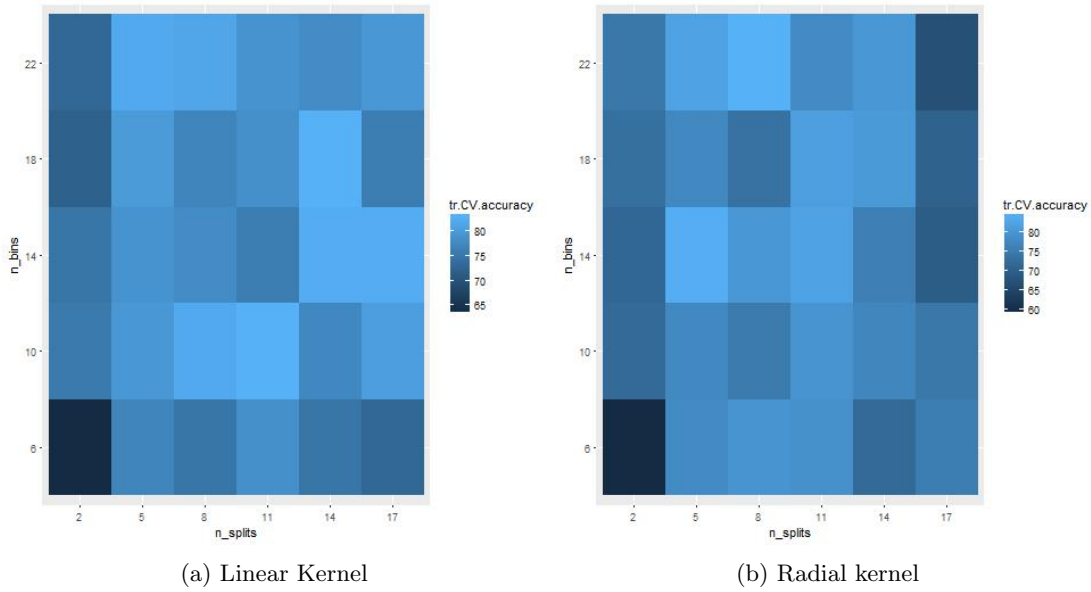 22
18
14
10
6
n_bins
2 5 8 11 14 17
n_splits
tr.CV.accuracy
80
75
70
65
(a) Linear Kernel
22
18
14
10
6
n_bins
2 5 8 11 14 17
n_splits
tr.CV.accuracy
80
75
70
65
60
(b) Radial kernel